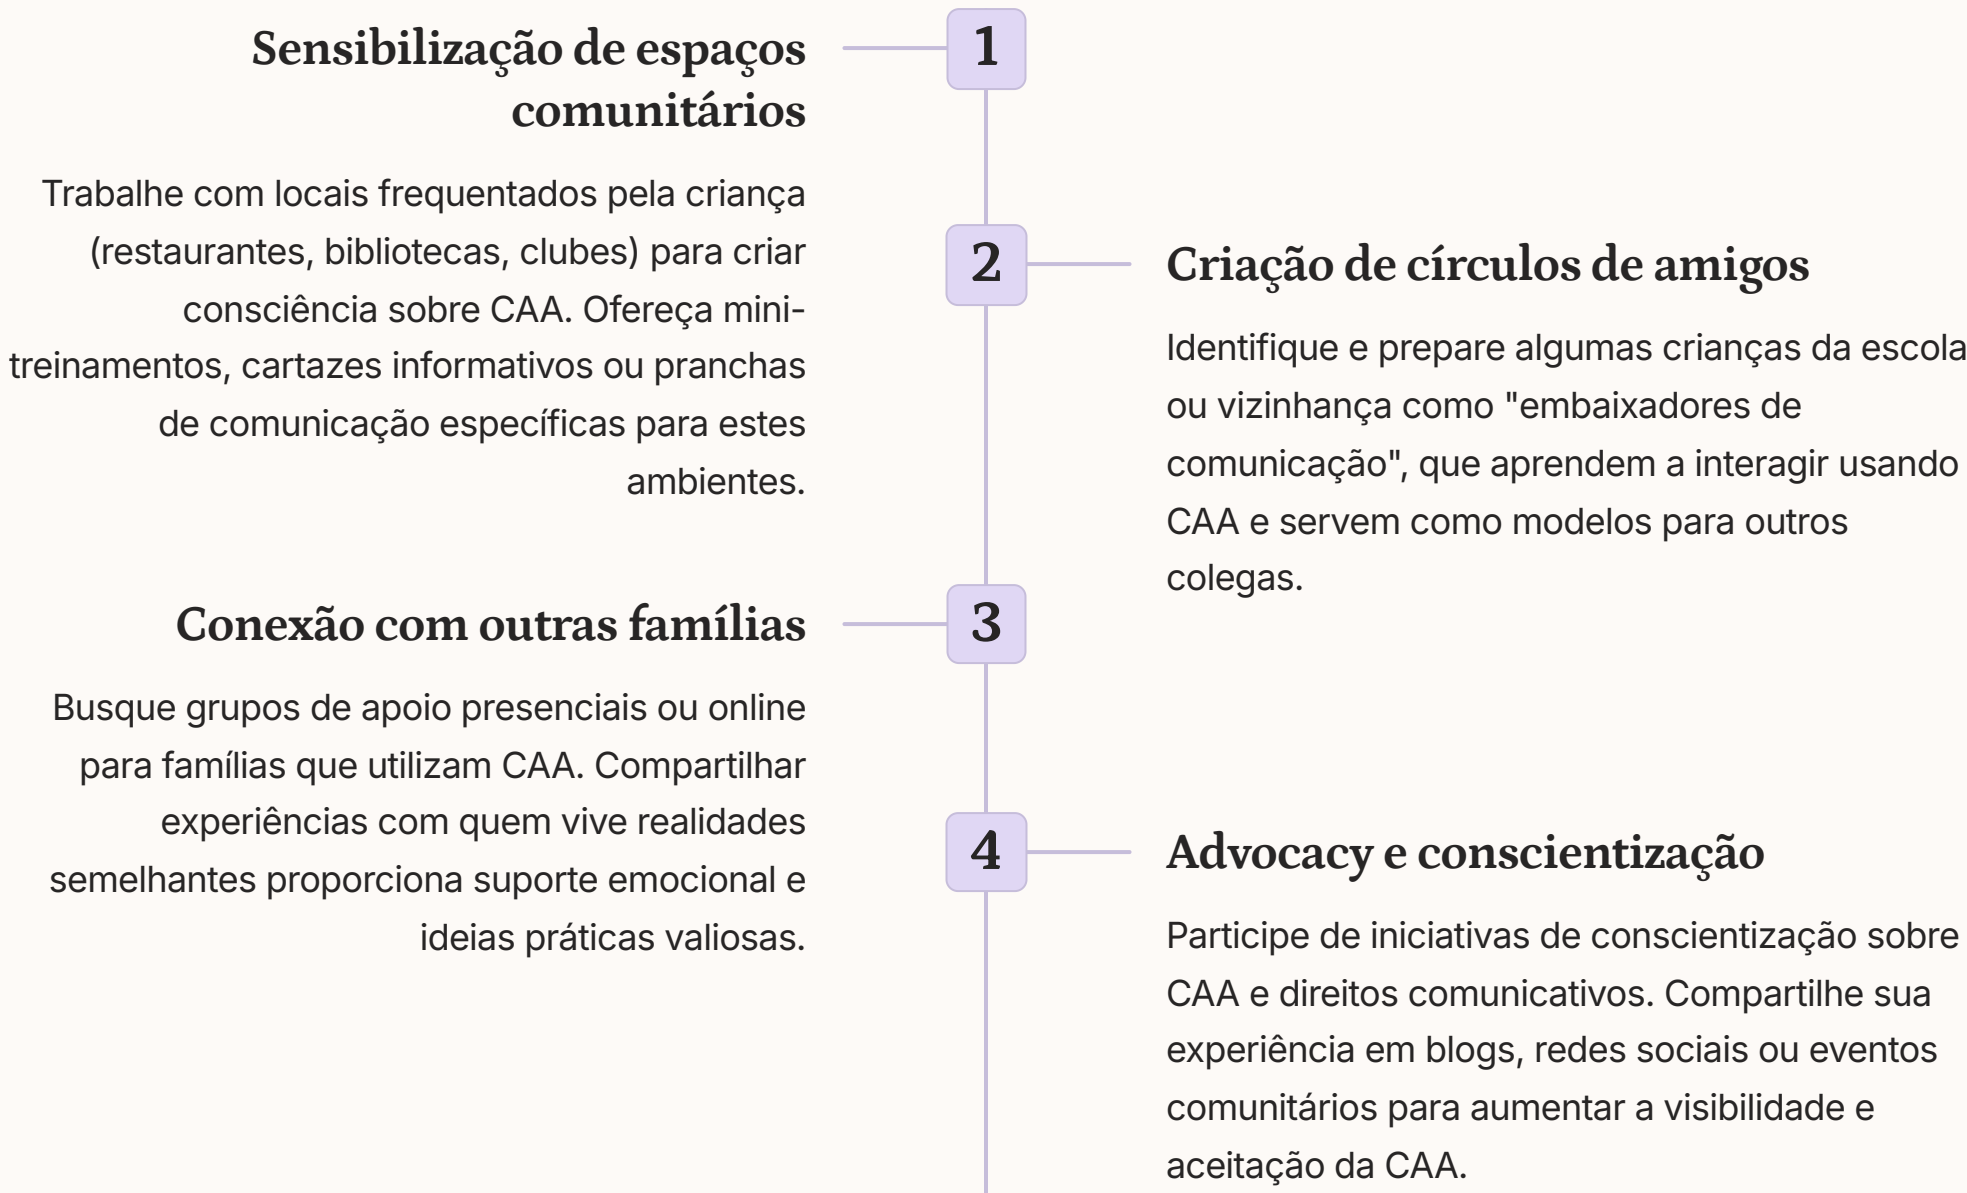 1
Sensibilização de espaços
comunitários
Trabalhe com locais frequentados pela criança
(restaurantes, bibliotecas, clubes) para criar
consciência sobre CAA. Ofereça mini-
treinamentos, cartazes informativos ou pranchas
de comunicação específicas para estes
ambientes.
2
Criação de círculos de amigos
Identifique e prepare algumas crianças da escola
ou vizinhança como "embaixadores de
comunicação", que aprendem a interagir usando
CAA e servem como modelos para outros
colegas.
3
Conexão com outras famílias
Busque grupos de apoio presenciais ou online
para famílias que utilizam CAA. Compartilhar
experiências com quem vive realidades
semelhantes proporciona suporte emocional e
ideias práticas valiosas.
4
Advocacy e conscientização
Participe de iniciativas de conscientização sobre
CAA e direitos comunicativos. Compartilhe sua
experiência em blogs, redes sociais ou eventos
comunitários para aumentar a visibilidade e
aceitação da CAA.